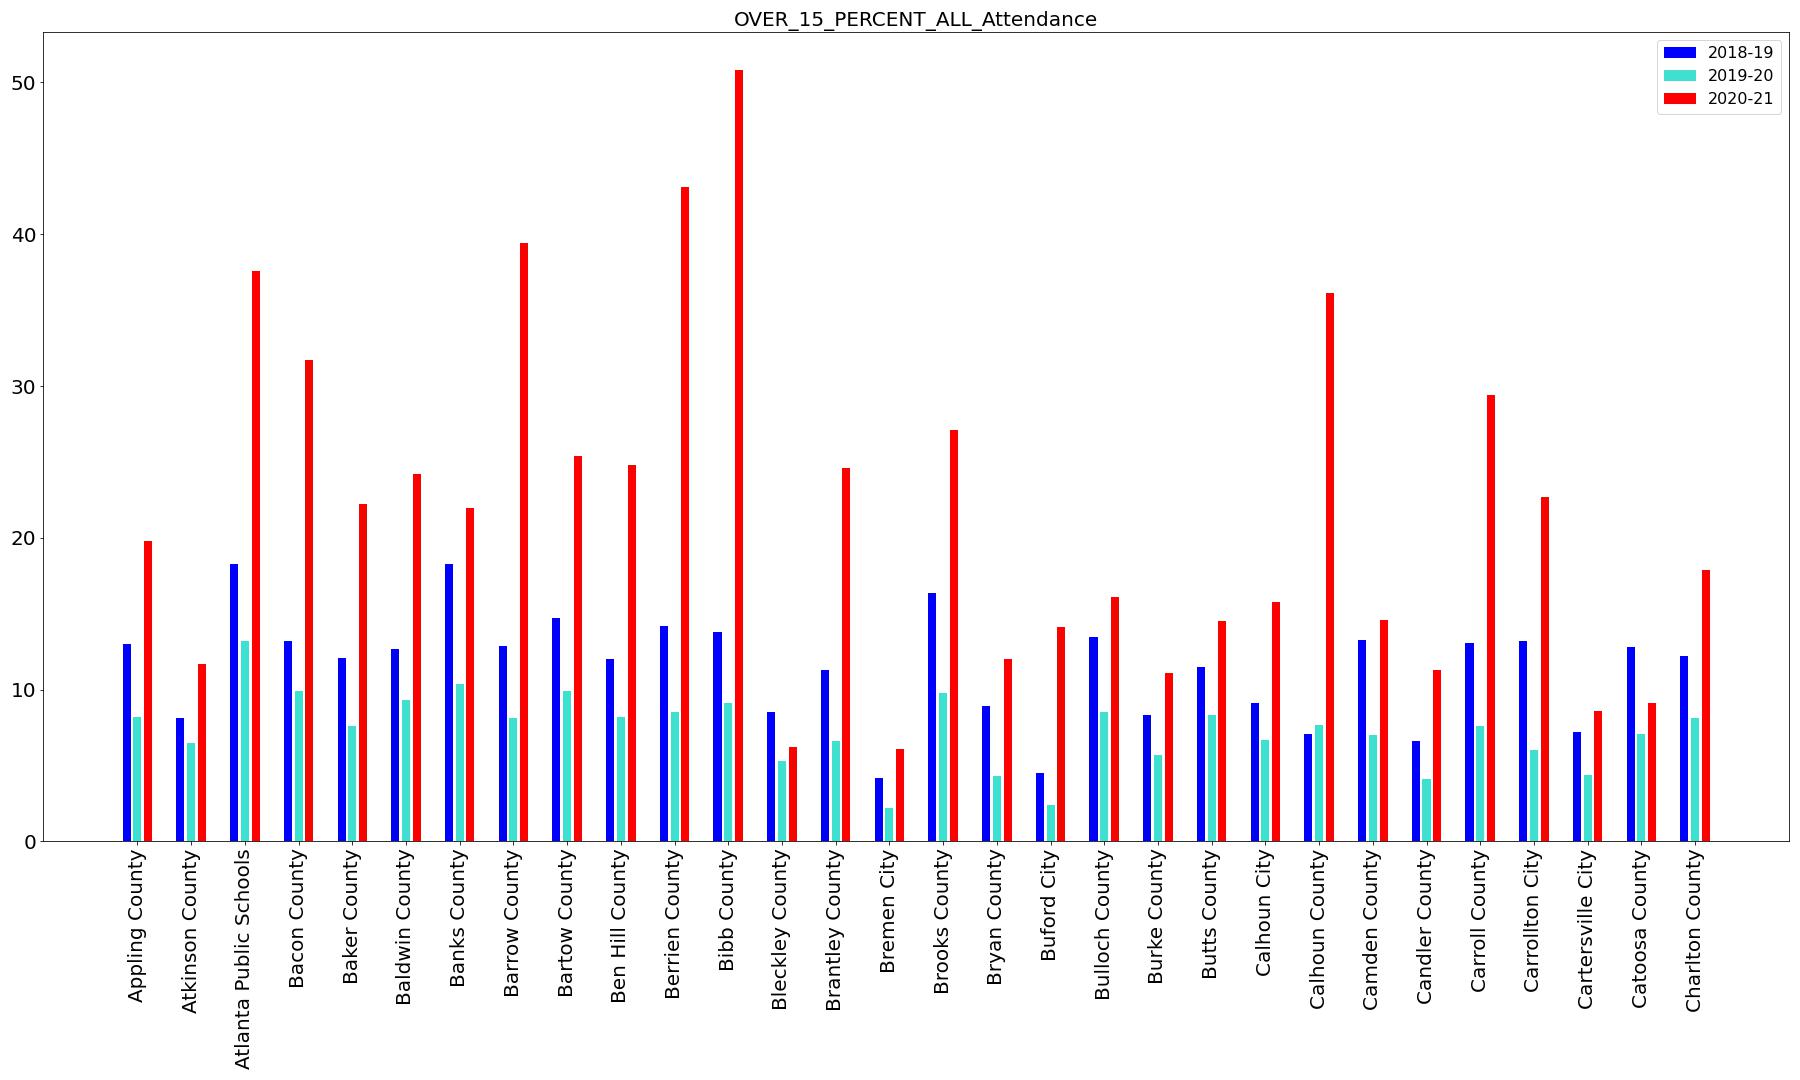 OVER_15_PERCENT_ALL_Attendance
2018-19
2019-20
2020-21
50
40
30
20
10
0
Appling County
Atkinson County
Atlanta Public Schools
Bacon County
Baker County
Baldwin County
Banks County
Barrow County
Bartow County
Ben Hill County
Berrien County
Bibb County
Bleckley County
Brantley County
Bremen City
Brooks County
Bryan County
Buford City
Bulloch County
Burke County
Butts County
Calhoun City
Calhoun County
Camden County
Candler County
Carroll County
Carrollton City
Cartersville City
Catoosa County
Charlton County